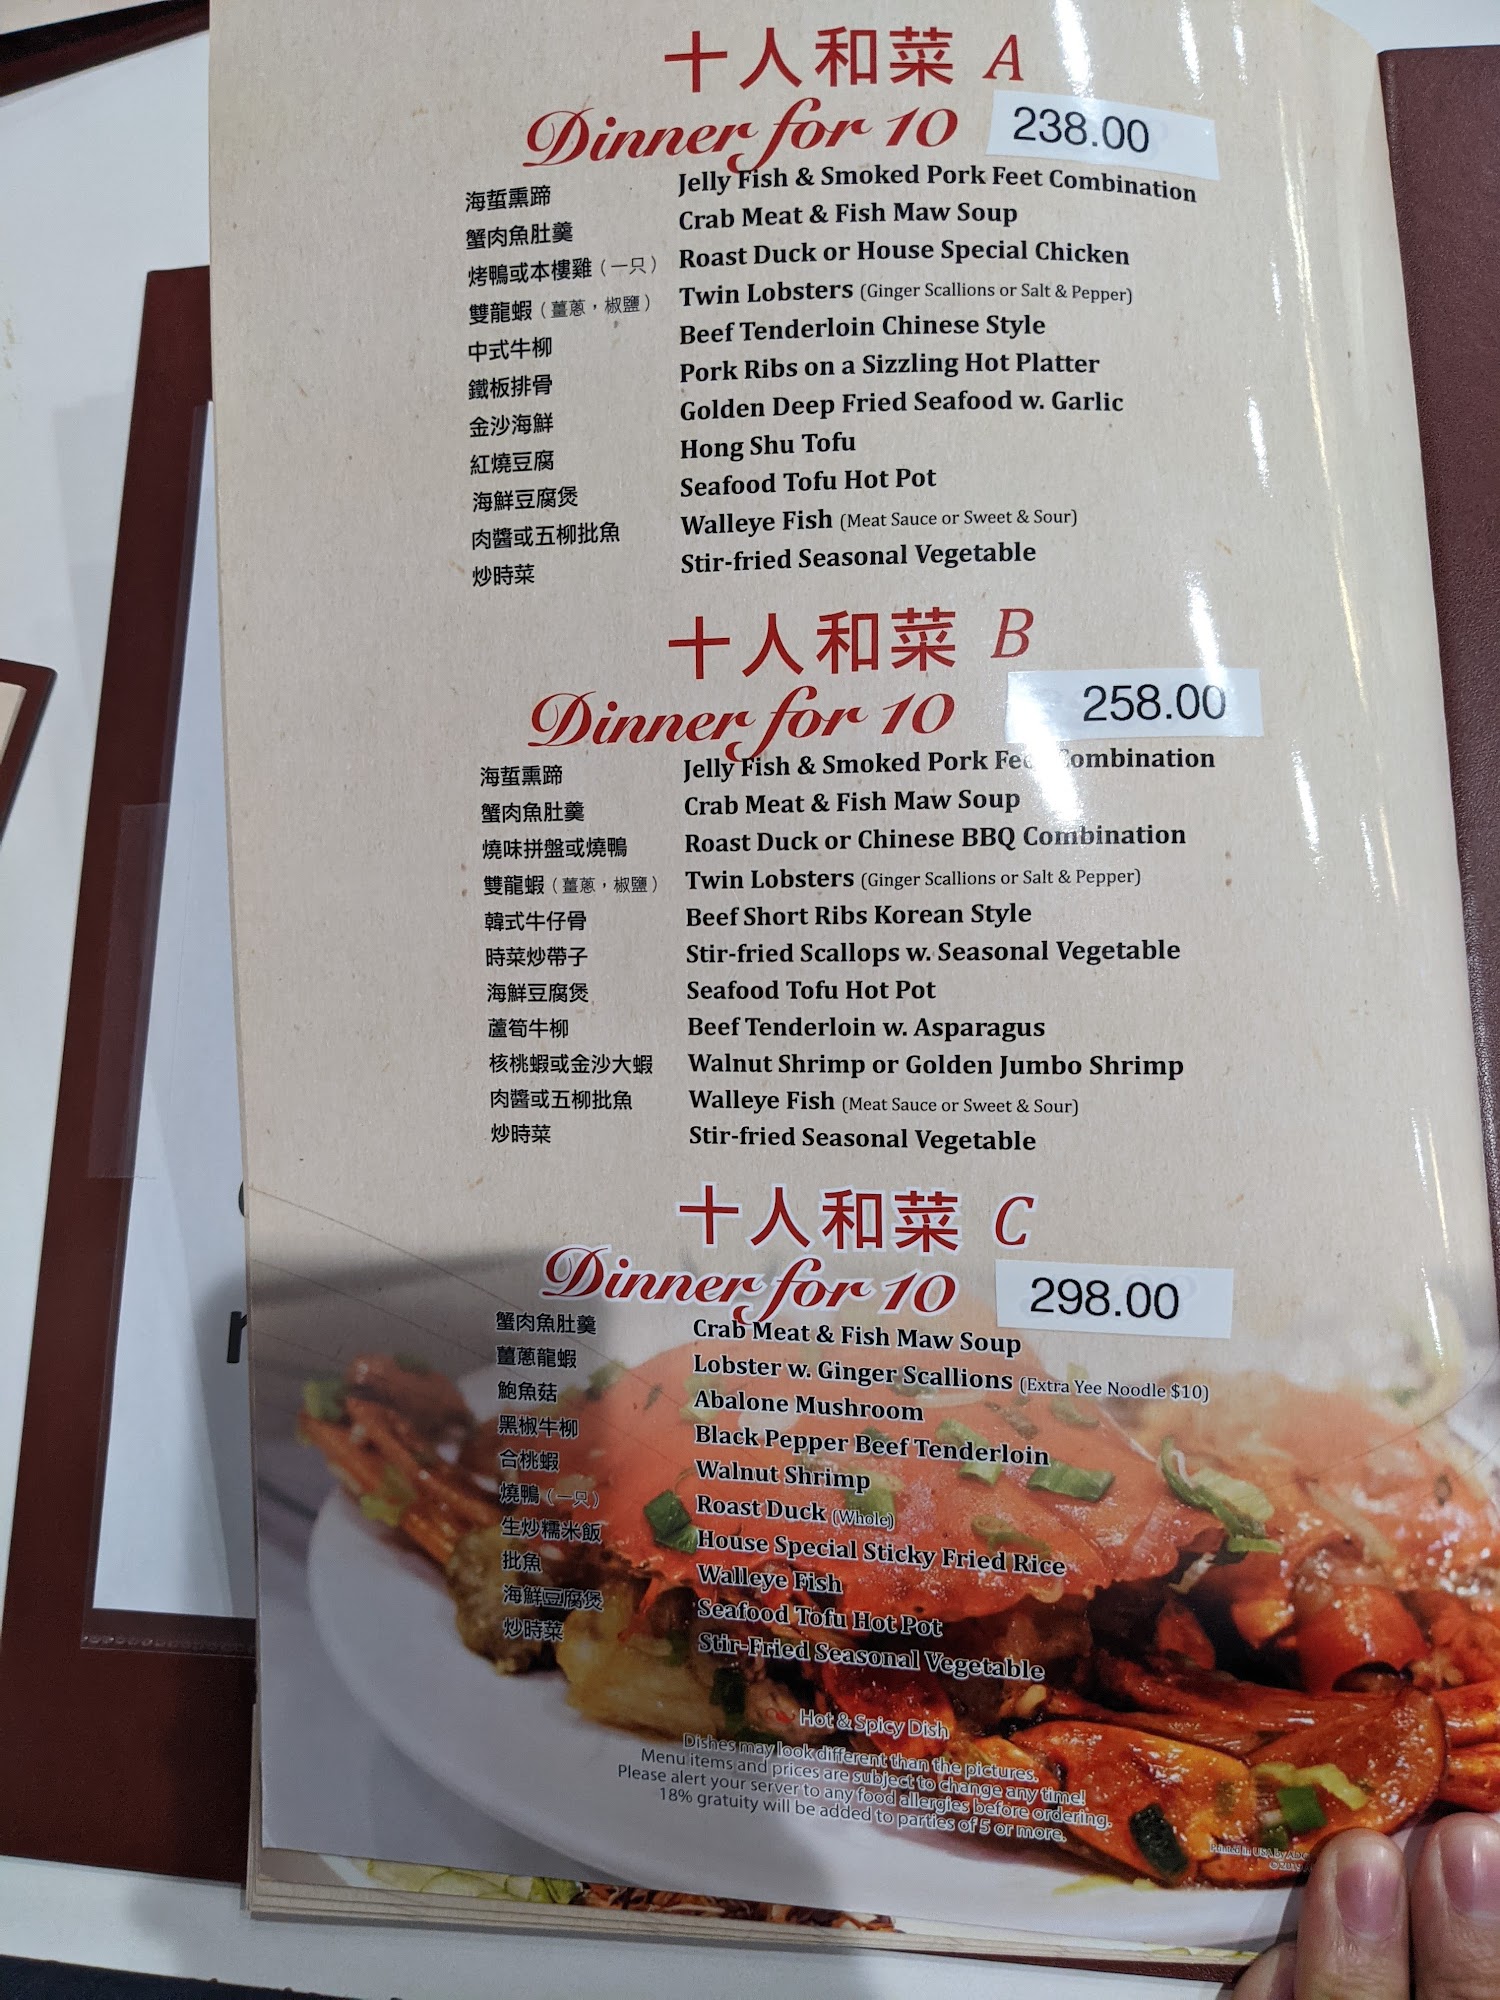 十人和菜 A
Dinner for 10 238.00
海蜇熏蹄 Jelly Fish & Smoked Pork Feet Combination
蟹肉魚肚羹 Crab Meat & Fish Maw Soup
烤鴨或本樓雞（一只） Roast Duck or House Special Chicken
雙龍蝦（薑蔥，椒鹽） Twin Lobsters (Ginger Scallions or Salt & Pepper)
中式牛柳 Beef Tenderloin Chinese Style
鐵板排骨 Pork Ribs on a Sizzling Hot Platter
金沙海鮮 Golden Deep Fried Seafood w. Garlic
紅燒豆腐 Hong Shu Tofu
海鮮豆腐煲 Seafood Tofu Hot Pot
肉醬或五柳批魚 Walleye Fish (Meat Sauce or Sweet & Sour)
炒時菜 Stir-fried Seasonal Vegetable
十人和菜 B
Dinner for 10 258.00
海蜇熏蹄 Jelly Fish & Smoked Pork Feet Combination
蟹肉魚肚羹 Crab Meat & Fish Maw Soup
燒味拼盤或燒鴨 Roast Duck or Chinese BBQ Combination
雙龍蝦（薑蔥，椒鹽） Twin Lobsters (Ginger Scallions or Salt & Pepper)
韓式牛仔骨 Beef Short Ribs Korean Style
時菜炒帶子 Stir-fried Scallops w. Seasonal Vegetable
海鮮豆腐煲 Seafood Tofu Hot Pot
蘆筍牛柳 Beef Tenderloin w. Asparagus
核桃蝦或金沙大蝦 Walnut Shrimp or Golden Jumbo Shrimp
肉醬或五柳批魚 Walleye Fish (Meat Sauce or Sweet & Sour)
炒時菜 Stir-fried Seasonal Vegetable
十人和菜 C
Dinner for 10 298.00
蟹肉魚肚羹 Crab Meat & Fish Maw Soup
薑蔥龍蝦 Lobster w. Ginger Scallions (Extra Yee Noodle $10)
鮑魚菇 Abalone Mushroom
黑椒牛柳 Black Pepper Beef Tenderloin
合桃蝦 Walnut Shrimp
燒鴨（一只） Roast Duck (Whole)
生炒糯米飯 House Special Sticky Fried Rice
批魚 Walleye Fish
海鮮豆腐煲 Seafood Tofu Hot Pot
炒時菜 Stir-Fried Seasonal Vegetable
Hot & Spicy Dish
Dishes may look different than the pictures.
Menu items and prices are subject to change any time!
Please alert your server to any food allergies before ordering.
18% gratuity will be added to parties of 5 or more.
Printed in USA by ADC
© 2019